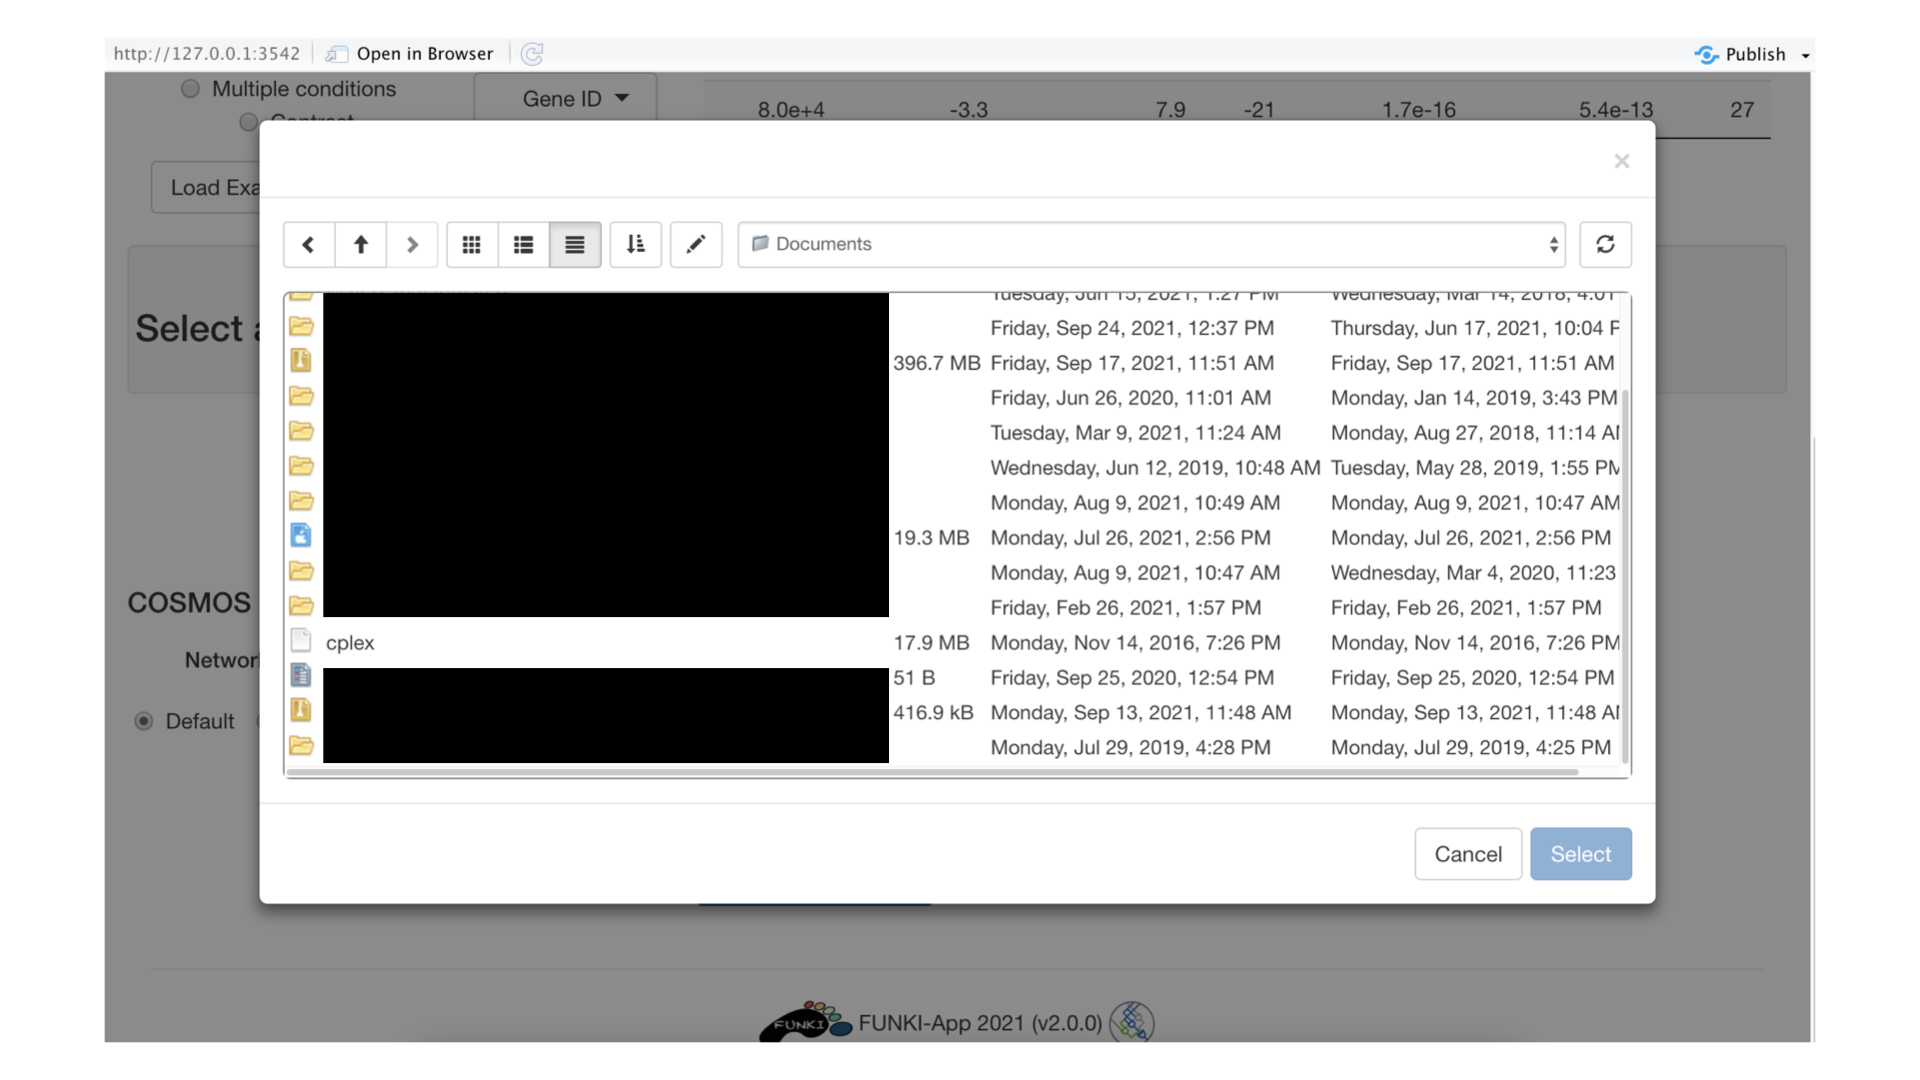 http://127.0.0.1:3542 Open in Browser Publish
Multiple conditions Gene ID 8.0e+4 -3.3 7.9 -21 1.7e-16 5.4e-13 27
Contrast
×
Load Exa
Documents
Select
Tuesday, Jun 15, 2021, 1:27 PM Wednesday, Mar 14, 2018, 4:01
Friday, Sep 24, 2021, 12:37 PM Thursday, Jun 17, 2021, 10:04 P
396.7 MB Friday, Sep 17, 2021, 11:51 AM Friday, Sep 17, 2021, 11:51 AM
Friday, Jun 26, 2020, 11:01 AM Monday, Jan 14, 2019, 3:43 PM
Tuesday, Mar 9, 2021, 11:24 AM Monday, Aug 27, 2018, 11:14 AM
Wednesday, Jun 12, 2019, 10:48 AM Tuesday, May 28, 2019, 1:55 PM
Monday, Aug 9, 2021, 10:49 AM Monday, Aug 9, 2021, 10:47 AM
19.3 MB Monday, Jul 26, 2021, 2:56 PM Monday, Jul 26, 2021, 2:56 PM
Monday, Aug 9, 2021, 10:47 AM Wednesday, Mar 4, 2020, 11:23
COSMOS Friday, Feb 26, 2021, 1:57 PM Friday, Feb 26, 2021, 1:57 PM
cplex 17.9 MB Monday, Nov 14, 2016, 7:26 PM Monday, Nov 14, 2016, 7:26 PM
Network 51 B Friday, Sep 25, 2020, 12:54 PM Friday, Sep 25, 2020, 12:54 PM
Default 416.9 kB Monday, Sep 13, 2021, 11:48 AM Monday, Sep 13, 2021, 11:48 AM
Monday, Jul 29, 2019, 4:28 PM Monday, Jul 29, 2019, 4:25 PM
Cancel Select
FUNKI FUNKI-App 2021 (v2.0.0)